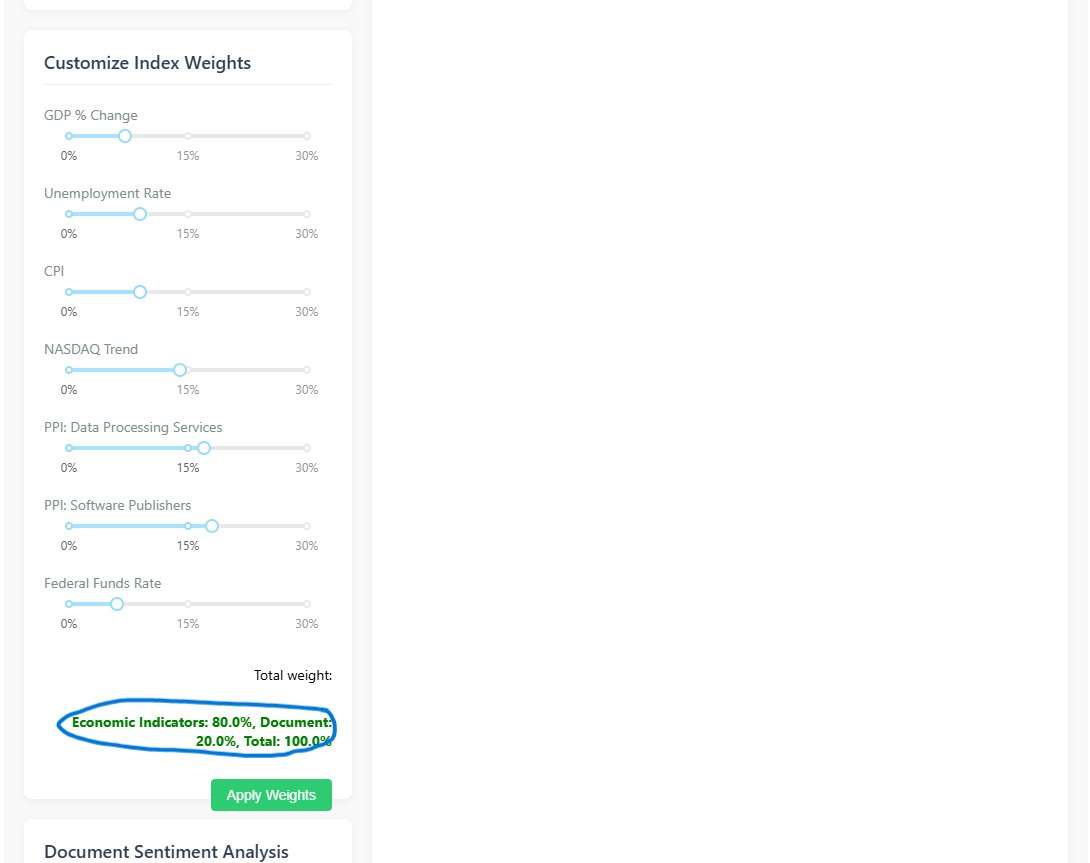 Customize Index Weights
GDP % Change
0% 15% 30%
Unemployment Rate
0% 15% 30%
CPI
0% 15% 30%
NASDAQ Trend
0% 15% 30%
PPI: Data Processing Services
0% 15% 30%
PPI: Software Publishers
0% 15% 30%
Federal Funds Rate
0% 15% 30%
Total weight:
Economic Indicators: 80.0%, Document:
20.0%, Total: 100.0%
Apply Weights
Document Sentiment Analysis